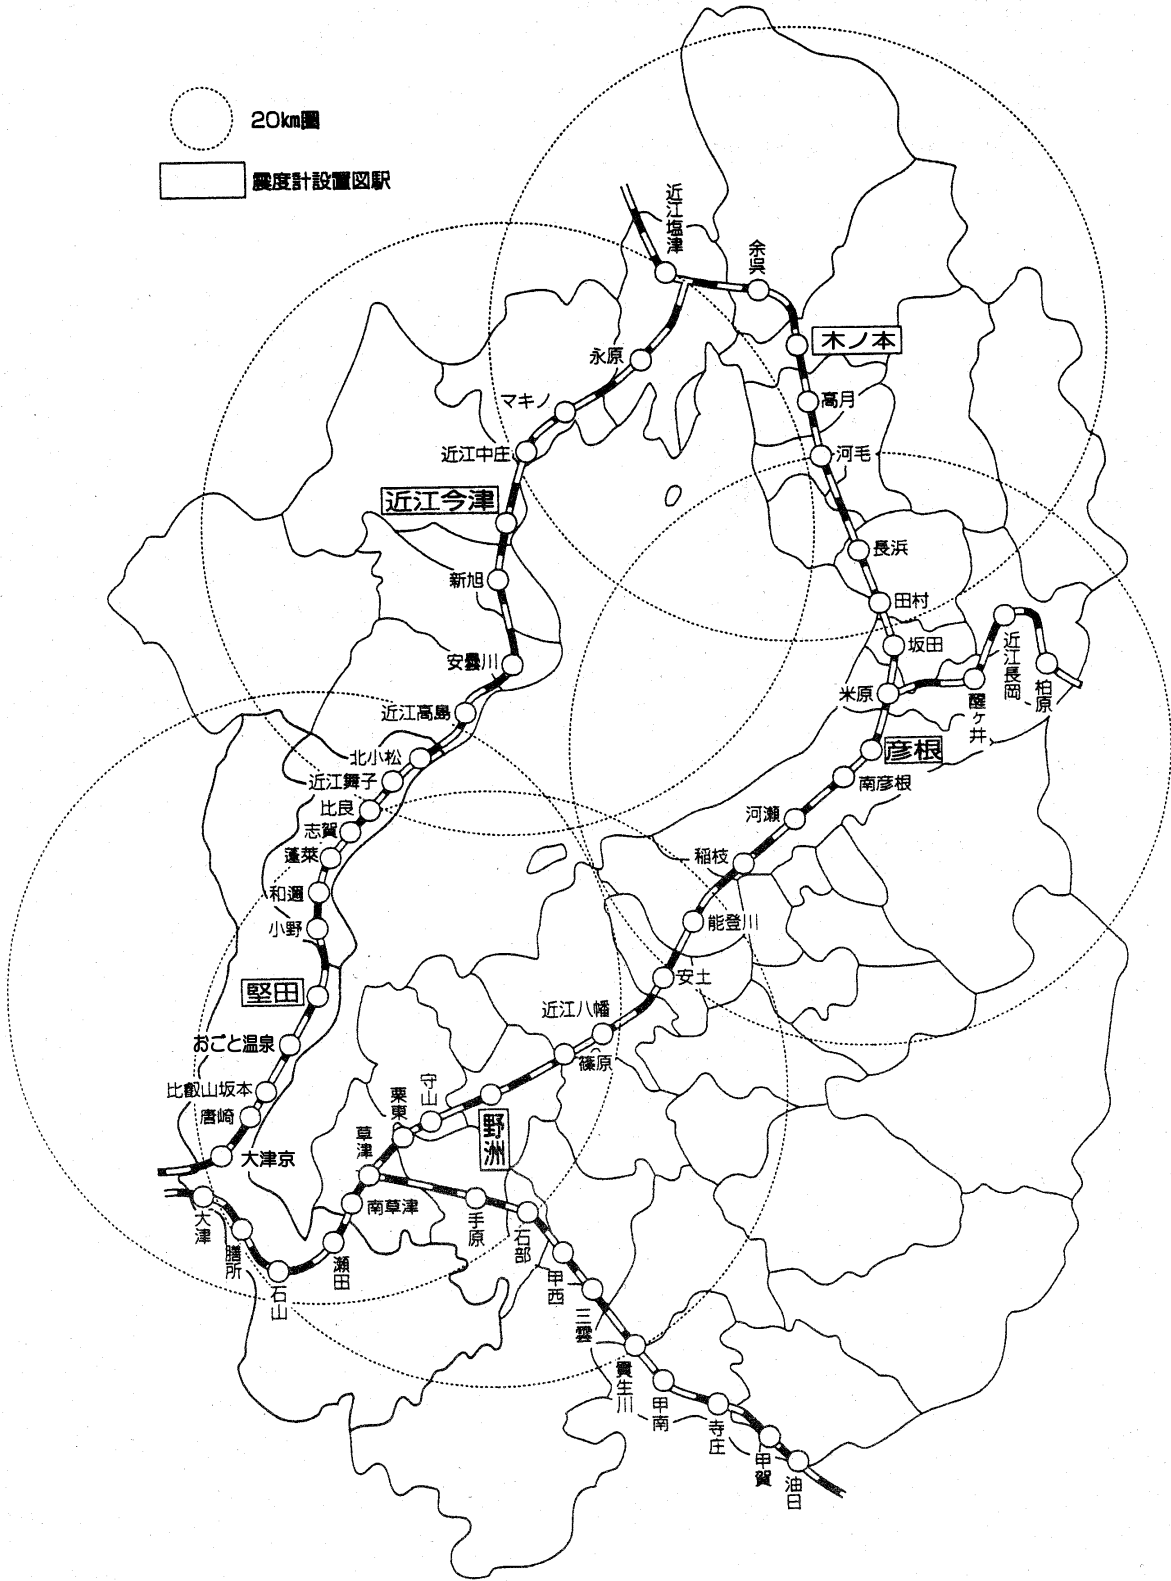 20km圏
震度計設置図駅
近江塩津
余呉
木ノ本
永原
高月
マキノ
河毛
近江中庄
近江今津
長浜
新旭
田村
坂田
近江長岡
柏原
安曇川
米原
醒ヶ井
近江高島
彦根
北小松
近江舞子
南彦根
比良
河瀬
志賀
蓬莱
稲枝
和邇
小野
能登川
安土
堅田
近江八幡
おごと温泉
篠原
比叡山坂本
唐崎
栗東
守山
野洲
草津
大津京
南草津
手原
石部
大津
膳所
石山
瀬田
甲西
三雲
貴生川
甲南
寺庄
甲賀
油日